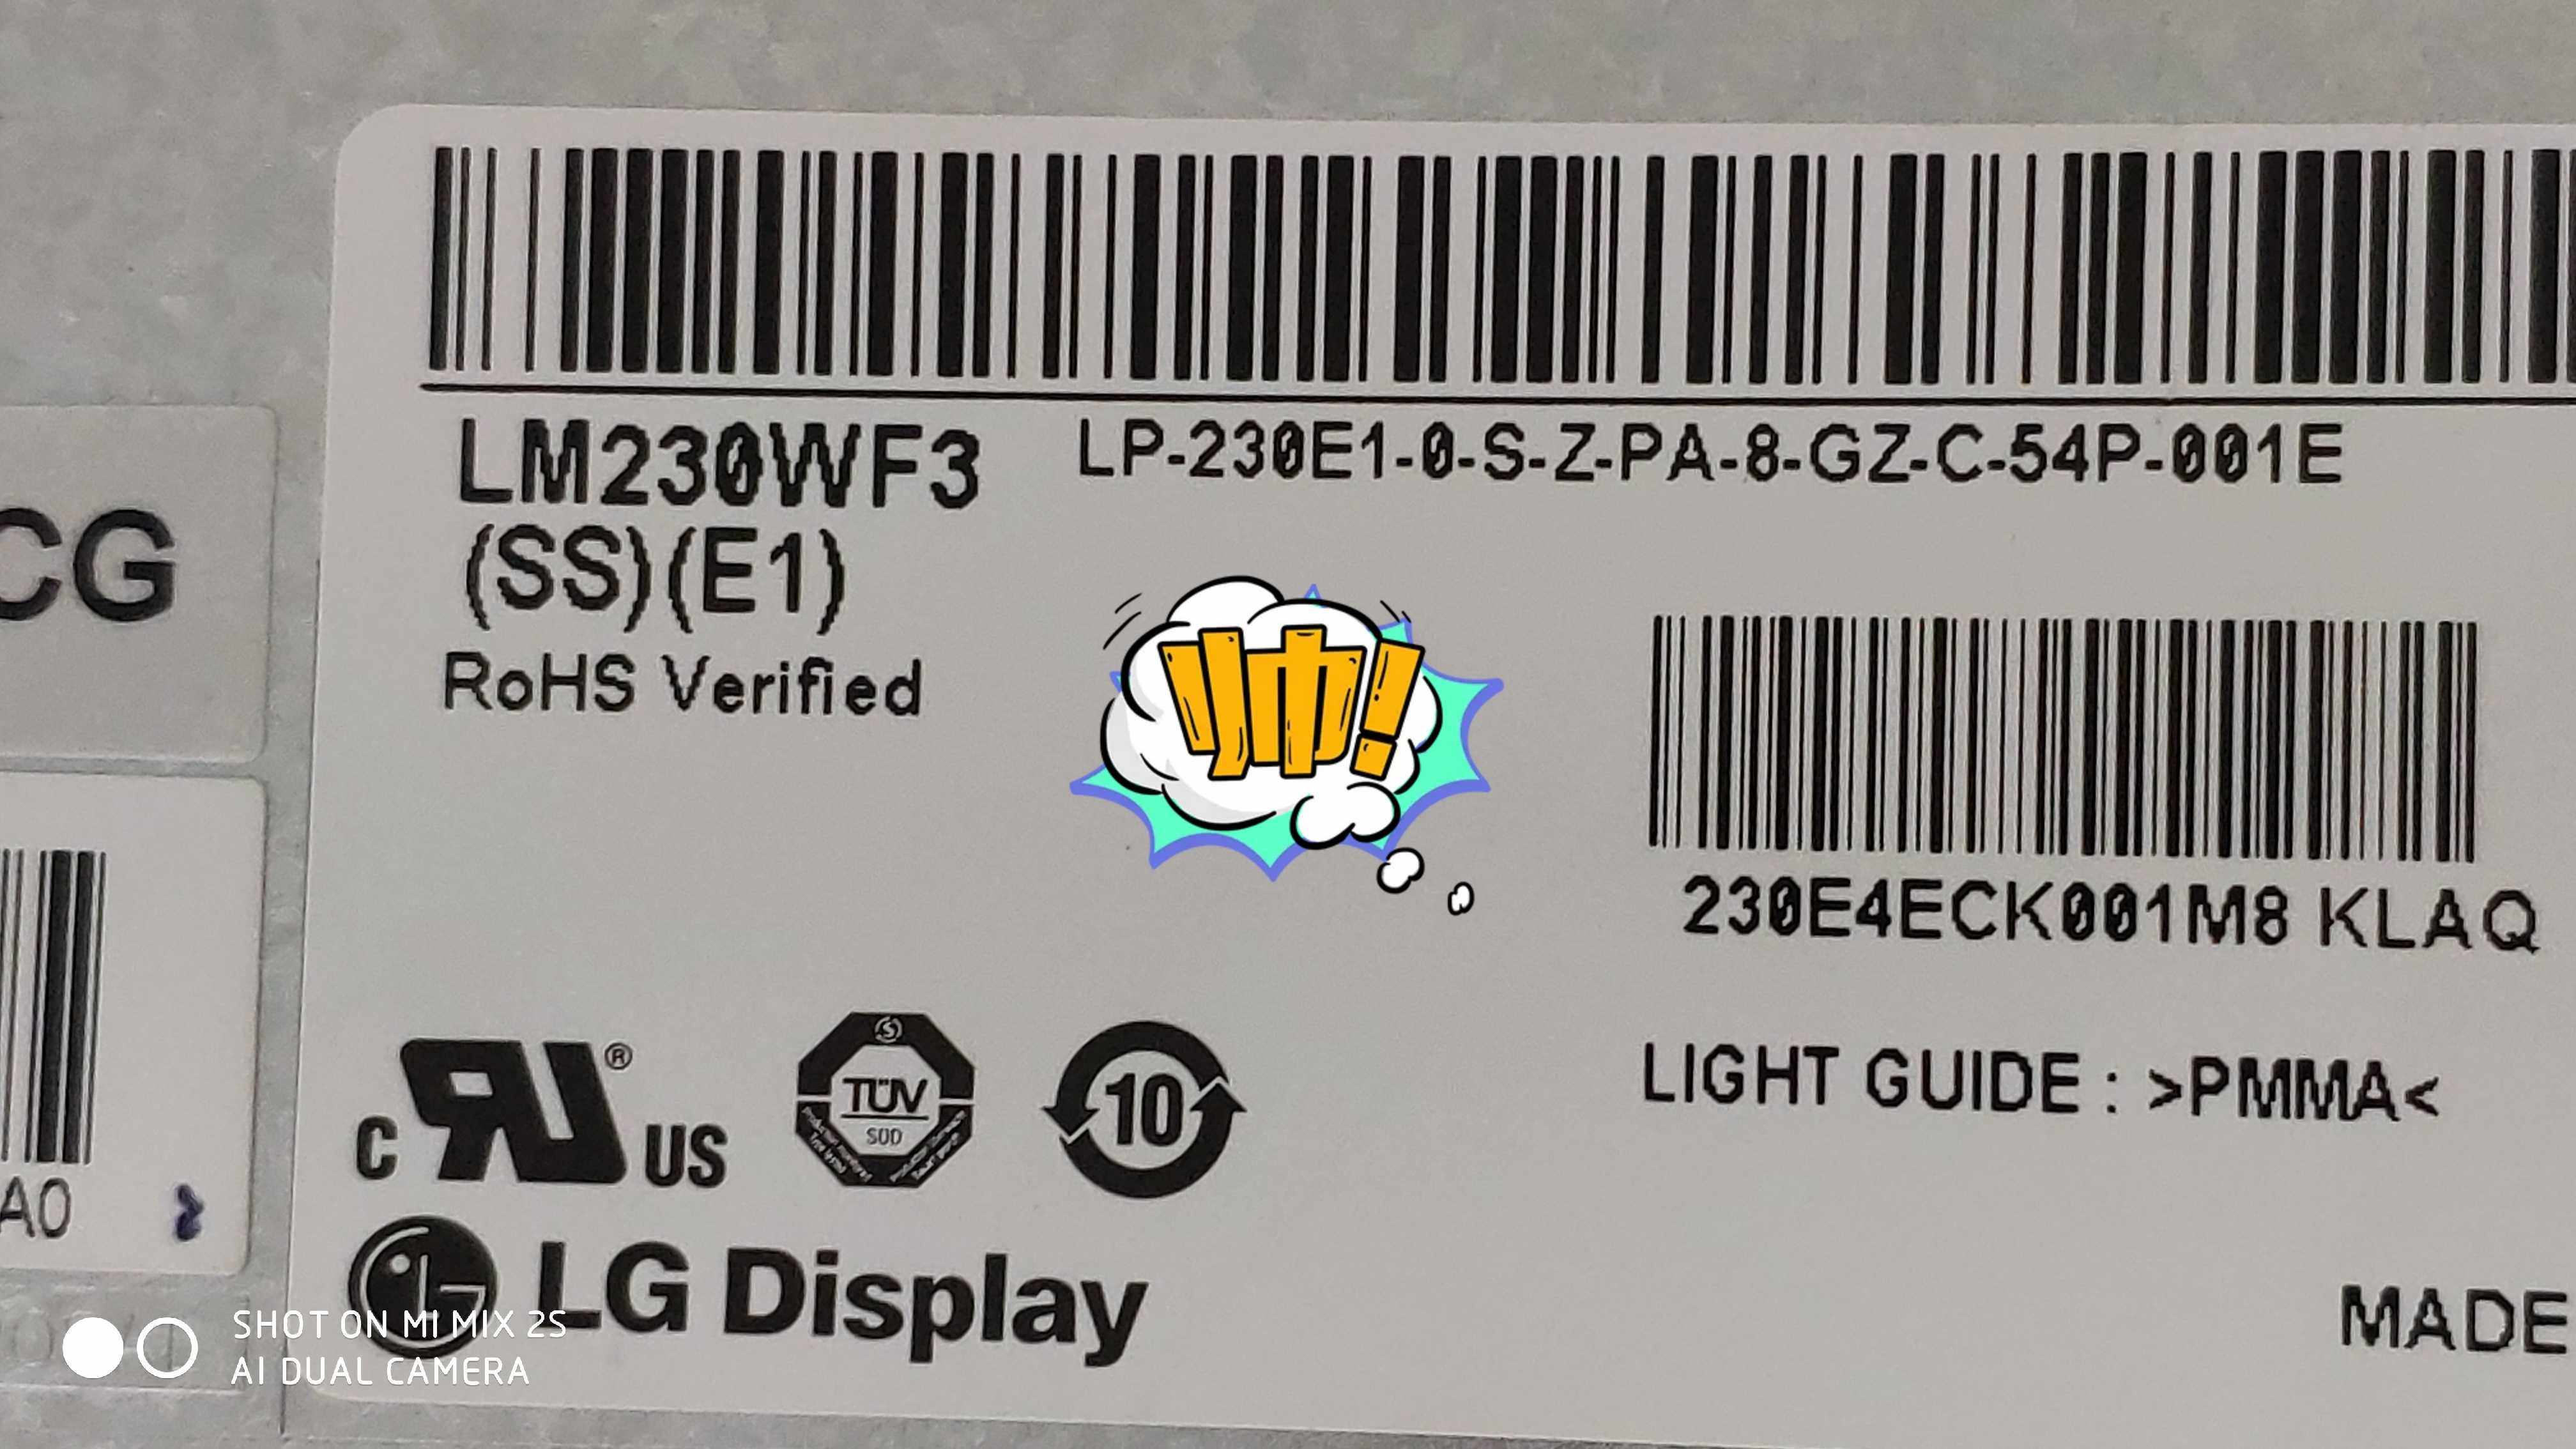 LM230WF3
LP-230E1-0-S-Z-PA-8-GZ-C-54P-001E
(SS)(E1)
RoHS Verified
CG
帅!
230E4ECK001M8 KLAQ
LIGHT GUIDE : >PMMA<
C RU® US
TÜV
SÜD
10
A0
LG Display
MADE
SHOT ON MI MIX 2S
AI DUAL CAMERA